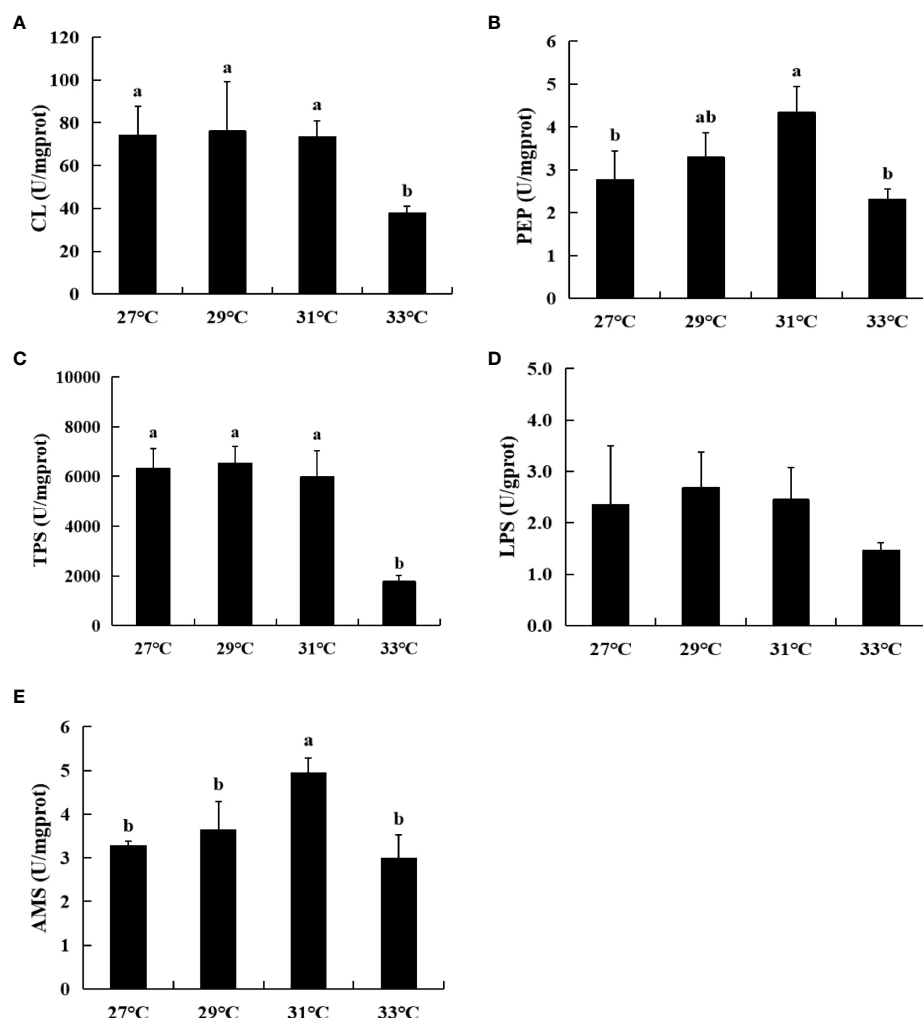 A
CL (U/mgprot)
120
100
80
60
40
20
0
a
a
a
b
27°C 29°C 31°C 33°C
B
PEP (U/mgprot)
6
5
4
3
2
1
0
b
ab
a
b
27°C 29°C 31°C 33°C
C
TPS (U/mgprot)
10000
8000
6000
4000
2000
0
a
a
a
b
27°C 29°C 31°C 33°C
D
LPS (U/gprot)
5.0
4.0
3.0
2.0
1.0
0.0
27°C 29°C 31°C 33°C
E
AMS (U/mgprot)
6
5
4
3
2
1
0
b
b
a
b
27°C 29°C 31°C 33°C